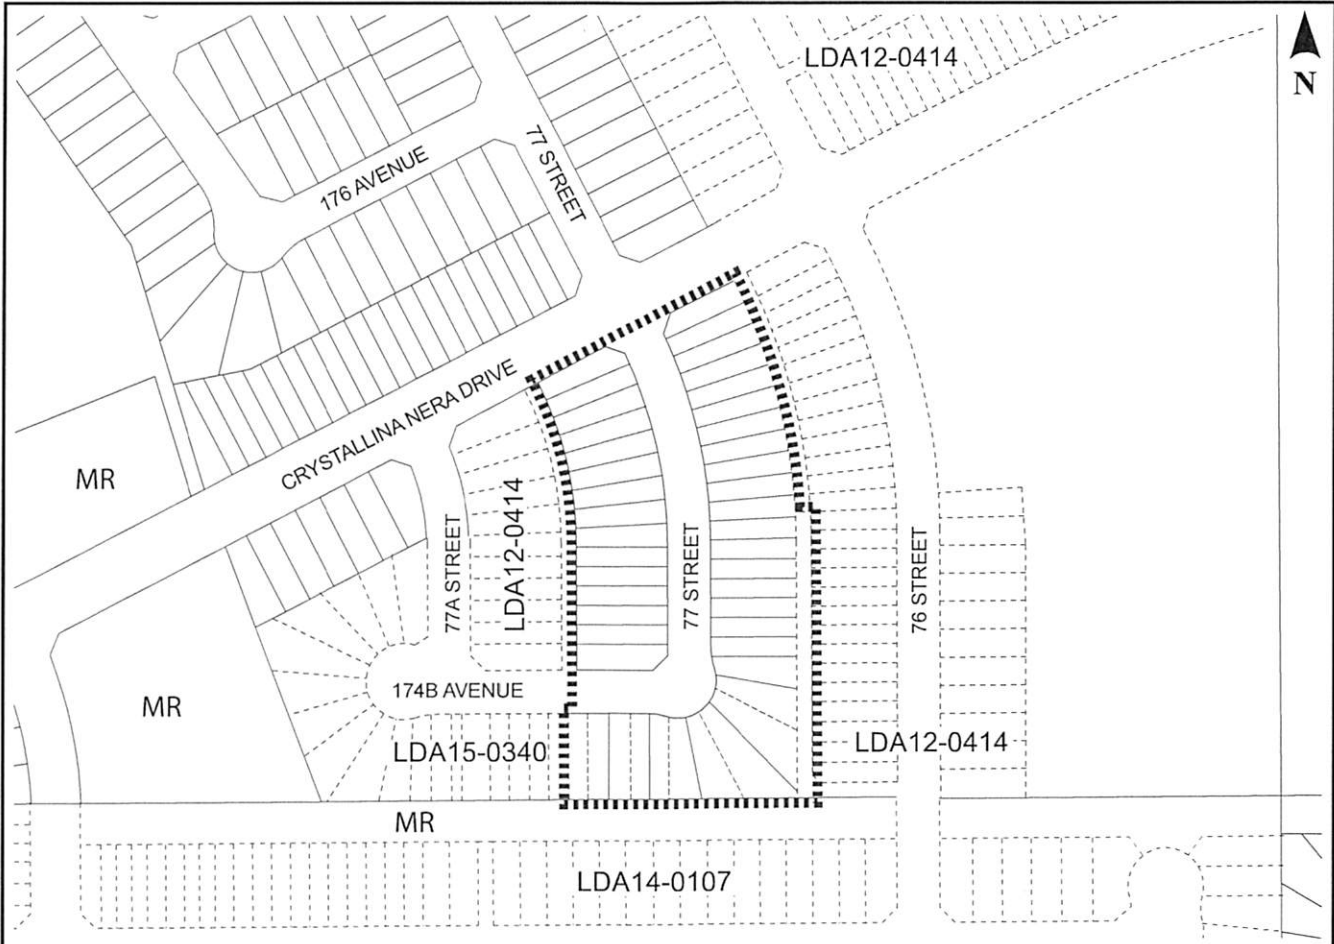 LDA12-0414
N
77 STREET
176 AVENUE
CRYSTALLINA NERA DRIVE
MR
LDA12-0414
77A STREET
77 STREET
76 STREET
174B AVENUE
MR
LDA15-0340
LDA12-0414
MR
LDA14-0107